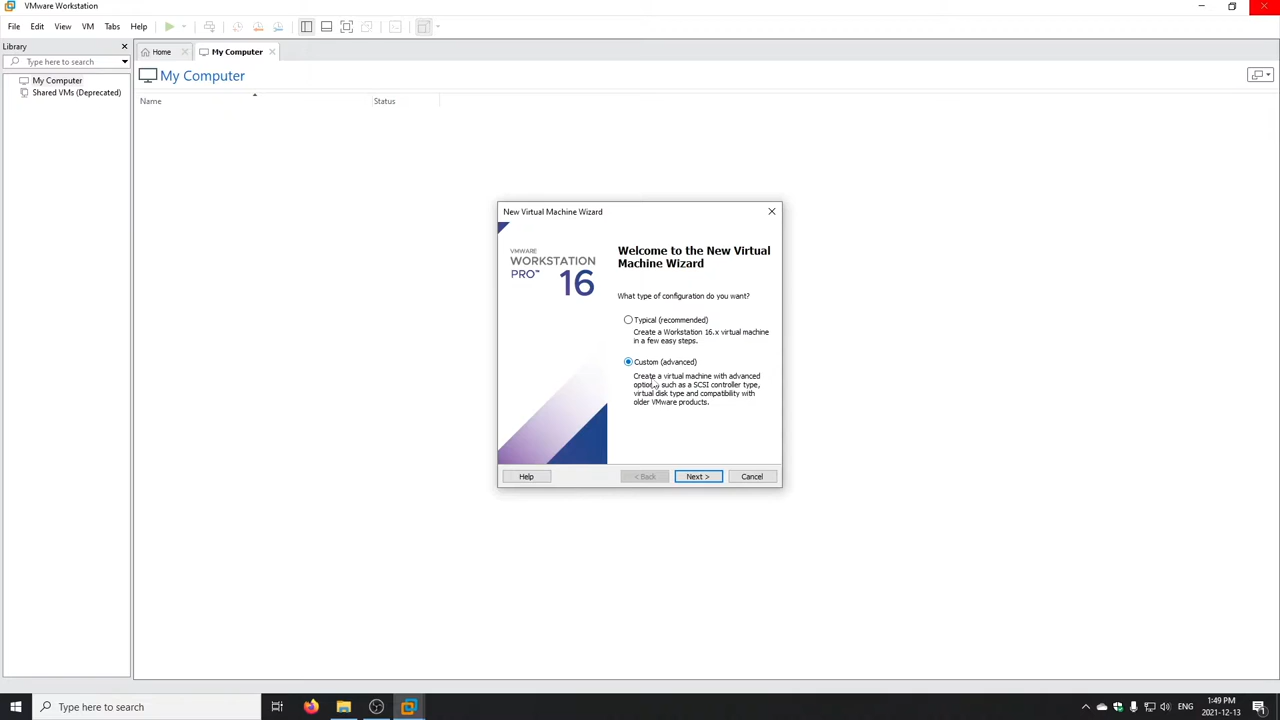 VMware Workstation
File Edit View VM Tabs Help
Library
Type here to search
My Computer
Shared VMs (Deprecated)
Home
My Computer
My Computer
Name
Status
New Virtual Machine Wizard
VMWARE
WORKSTATION
PRO™ 16
Welcome to the New Virtual
Machine Wizard
What type of configuration do you want?
Typical (recommended)
Create a Workstation 16.x virtual machine
in a few easy steps.
Custom (advanced)
Create a virtual machine with advanced
options such as a SCSI controller type,
virtual disk type and compatibility with
older VMware products.
Help
< Back
Next >
Cancel
Type here to search
ENG
1:49 PM
2021-12-13
1